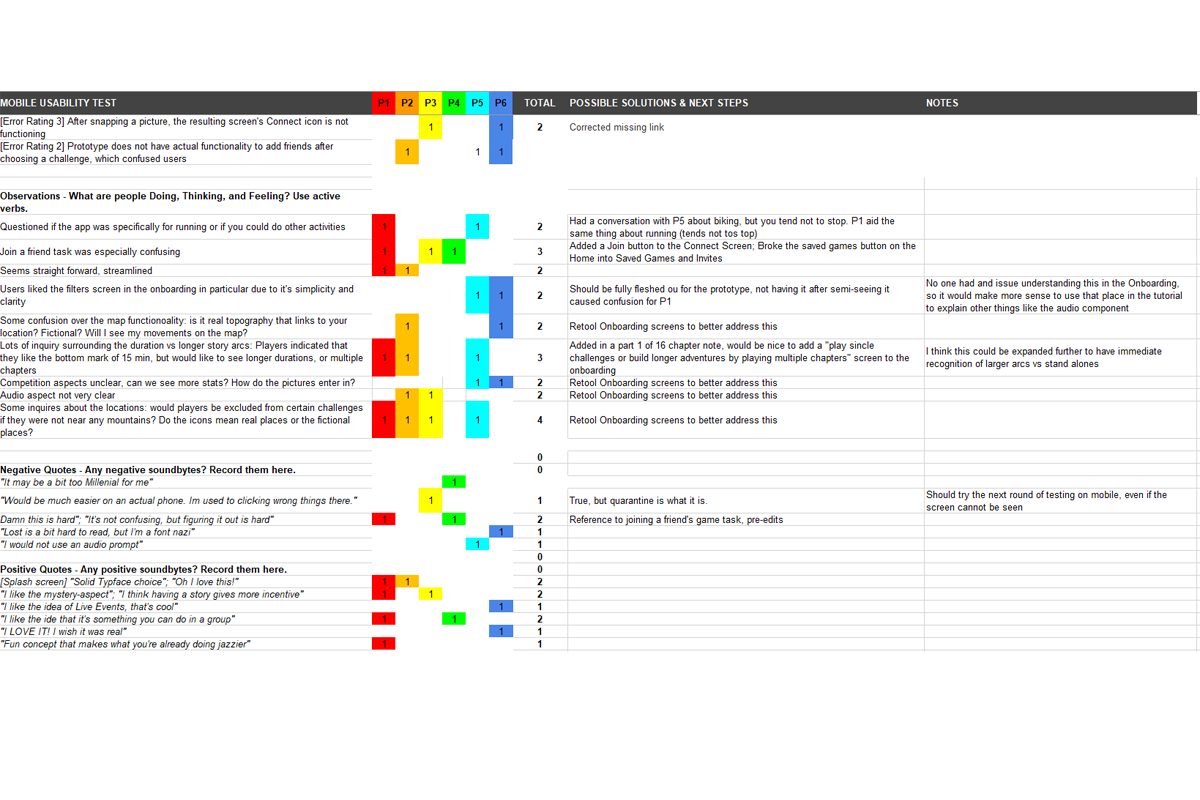 MOBILE USABILITY TEST P1 P2 P3 P4 P5 P6 TOTAL POSSIBLE SOLUTIONS & NEXT STEPS NOTES
[Error Rating 3] After snapping a picture, the resulting screen's Connect icon is not
functioning
1 1 2 Corrected missing link
[Error Rating 2] Prototype does not have actual functionality to add friends after
choosing a challenge, which confused users
1 1 1
Observations - What are people Doing, Thinking, and Feeling? Use active
verbs.
Questioned if the app was specifically for running or if you could do other activities
1 1 2
Had a conversation with P5 about biking, but you tend not to stop. P1 aid the
same thing about running (tends not tos top)
Join a friend task was especially confusing
1 1 1 3
Added a Join button to the Connect Screen; Broke the saved games button on the
Home into Saved Games and Invites
Seems straight forward, streamlined 1 1 2
Users liked the filters screen in the onboarding in particular due to it's simplicity and
clarity
1 1 2
Should be fully fleshed ou for the prototype, not having it after semi-seeing it
caused confusion for P1
No one had and issue understanding this in the Onboarding,
so it would make more sense to use that place in the tutorial
to explain other things like the audio component
Some confusion over the map functionoality: is it real topography that links to your
location? Fictional? Will I see my movements on the map?
1 1 2 Retool Onboarding screens to better address this
Lots of inquiry surrounding the duration vs longer story arcs: Players indicated that
they like the bottom mark of 15 min, but would like to see longer durations, or multiple
chapters
1 1 1 3
Added in a part 1 of 16 chapter note, would be nice to add a "play sincle
challenges or build longer adventures by playing multiple chapters" screen to the
onboarding
I think this could be expanded further to have immediate
recognition of larger arcs vs stand alones
Competition aspects unclear, can we see more stats? How do the pictures enter in? 1 1 2 Retool Onboarding screens to better address this
Audio aspect not very clear 1 1 2 Retool Onboarding screens to better address this
Some inquires about the locations: would players be excluded from certain challenges
if they were not near any mountains? Do the icons mean real places or the fictional
places?
1 1 1 1 4 Retool Onboarding screens to better address this
0
Negative Quotes - Any negative soundbytes? Record them here. 0
"It may be a bit too Millenial for me" 1
"Would be much easier on an actual phone. Im used to clicking wrong things there." 1 1 True, but quarantine is what it is.
Should try the next round of testing on mobile, even if the
screen cannot be seen
Damn this is hard"; "It's not confusing, but figuring it out is hard" 1 1 2 Reference to joining a friend's game task, pre-edits
"Lost is a bit hard to read, but I'm a font nazi" 1 1
"I would not use an audio prompt" 1 1
0
Positive Quotes - Any positive soundbytes? Record them here. 0
[Splash screen] "Solid Typface choice"; "Oh I love this!" 1 1 2
"I like the mystery-aspect"; "I think having a story gives more incentive" 1 1 2
"I like the idea of Live Events, that's cool" 1 1
"I like the ide that it's something you can do in a group" 1 1 2
"I LOVE IT! I wish it was real" 1 1
"Fun concept that makes what you're already doing jazzier" 1 1